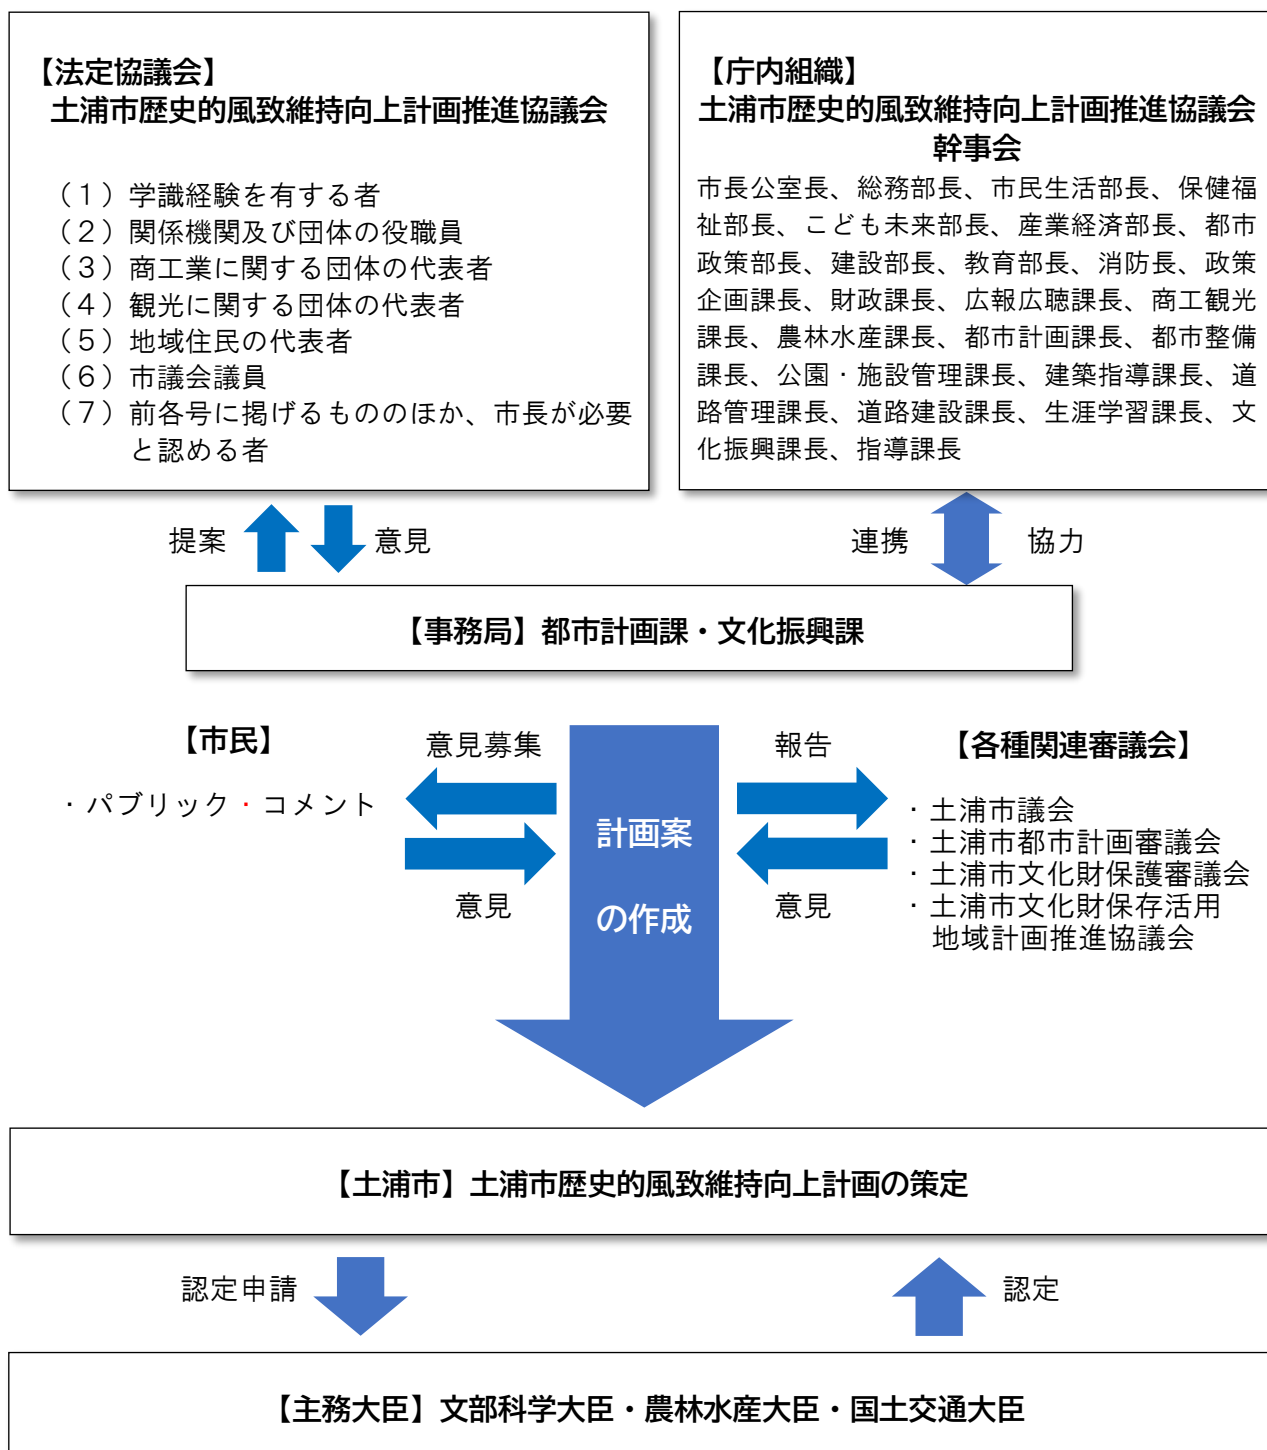 【法定協議会】
土浦市歴史的風致維持向上計画推進協議会
（１）学識経験を有する者
（２）関係機関及び団体の役職員
（３）商工業に関する団体の代表者
（４）観光に関する団体の代表者
（５）地域住民の代表者
（６）市議会議員
（７）前各号に掲げるもののほか、市長が必要
と認める者
【庁内組織】
土浦市歴史的風致維持向上計画推進協議会
幹事会
市長公室長、総務部長、市民生活部長、保健福
祉部長、こども未来部長、産業経済部長、都市
政策部長、建設部長、教育部長、消防長、政策
企画課長、財政課長、広報広聴課長、商工観光
課長、農林水産課長、都市計画課長、都市整備
課長、公園・施設管理課長、建築指導課長、道
路管理課長、道路建設課長、生涯学習課長、文
化振興課長、指導課長
提案
意見
連携
協力
【事務局】都市計画課・文化振興課
【市民】
・パブリック・コメント
意見募集
意見
計画案
の作成
報告
意見
【各種関連審議会】
・土浦市議会
・土浦市都市計画審議会
・土浦市文化財保護審議会
・土浦市文化財保存活用
地域計画推進協議会
【土浦市】土浦市歴史的風致維持向上計画の策定
認定申請
認定
【主務大臣】文部科学大臣・農林水産大臣・国土交通大臣